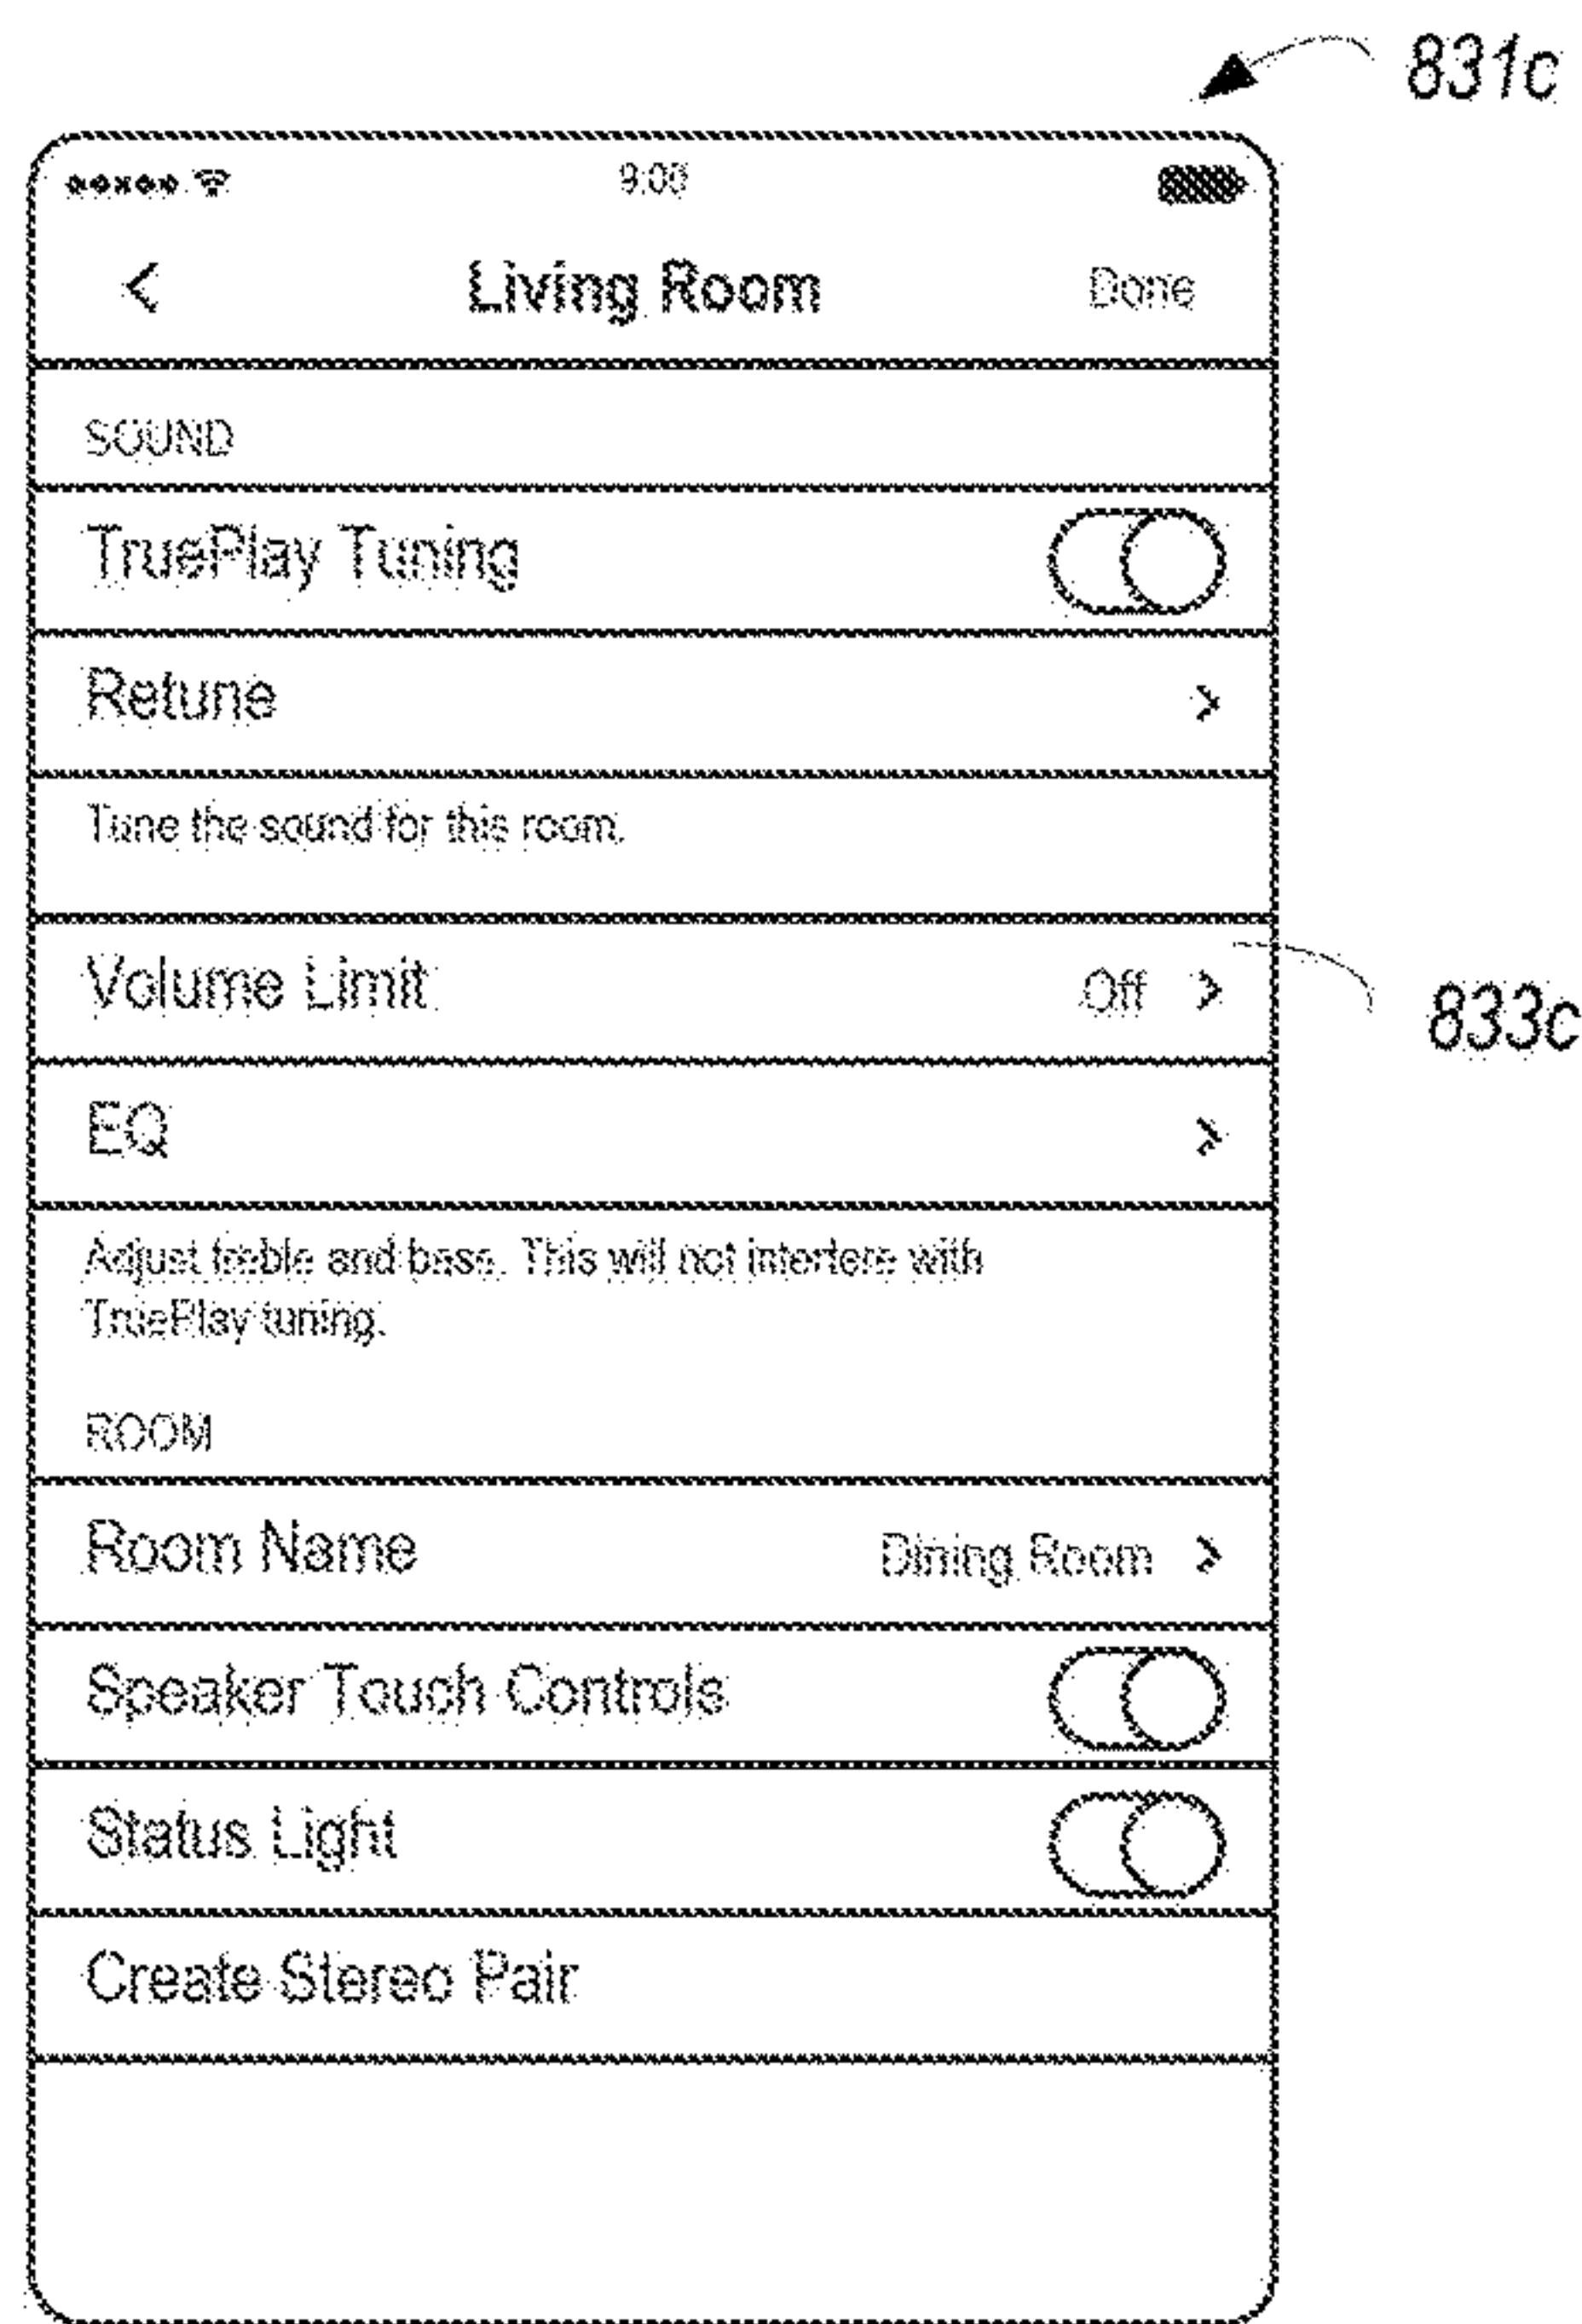 831c
9:00
< Living Room Done
SOUND
TruePlay Tuning
Retune >
Tune the sound for this room.
Volume Limit Off >
833c
EQ >
Adjust treble and bass. This will not interfere with
TruePlay tuning.
ROOM
Room Name Dining Room >
Speaker Touch Controls
Status Light
Create Stereo Pair